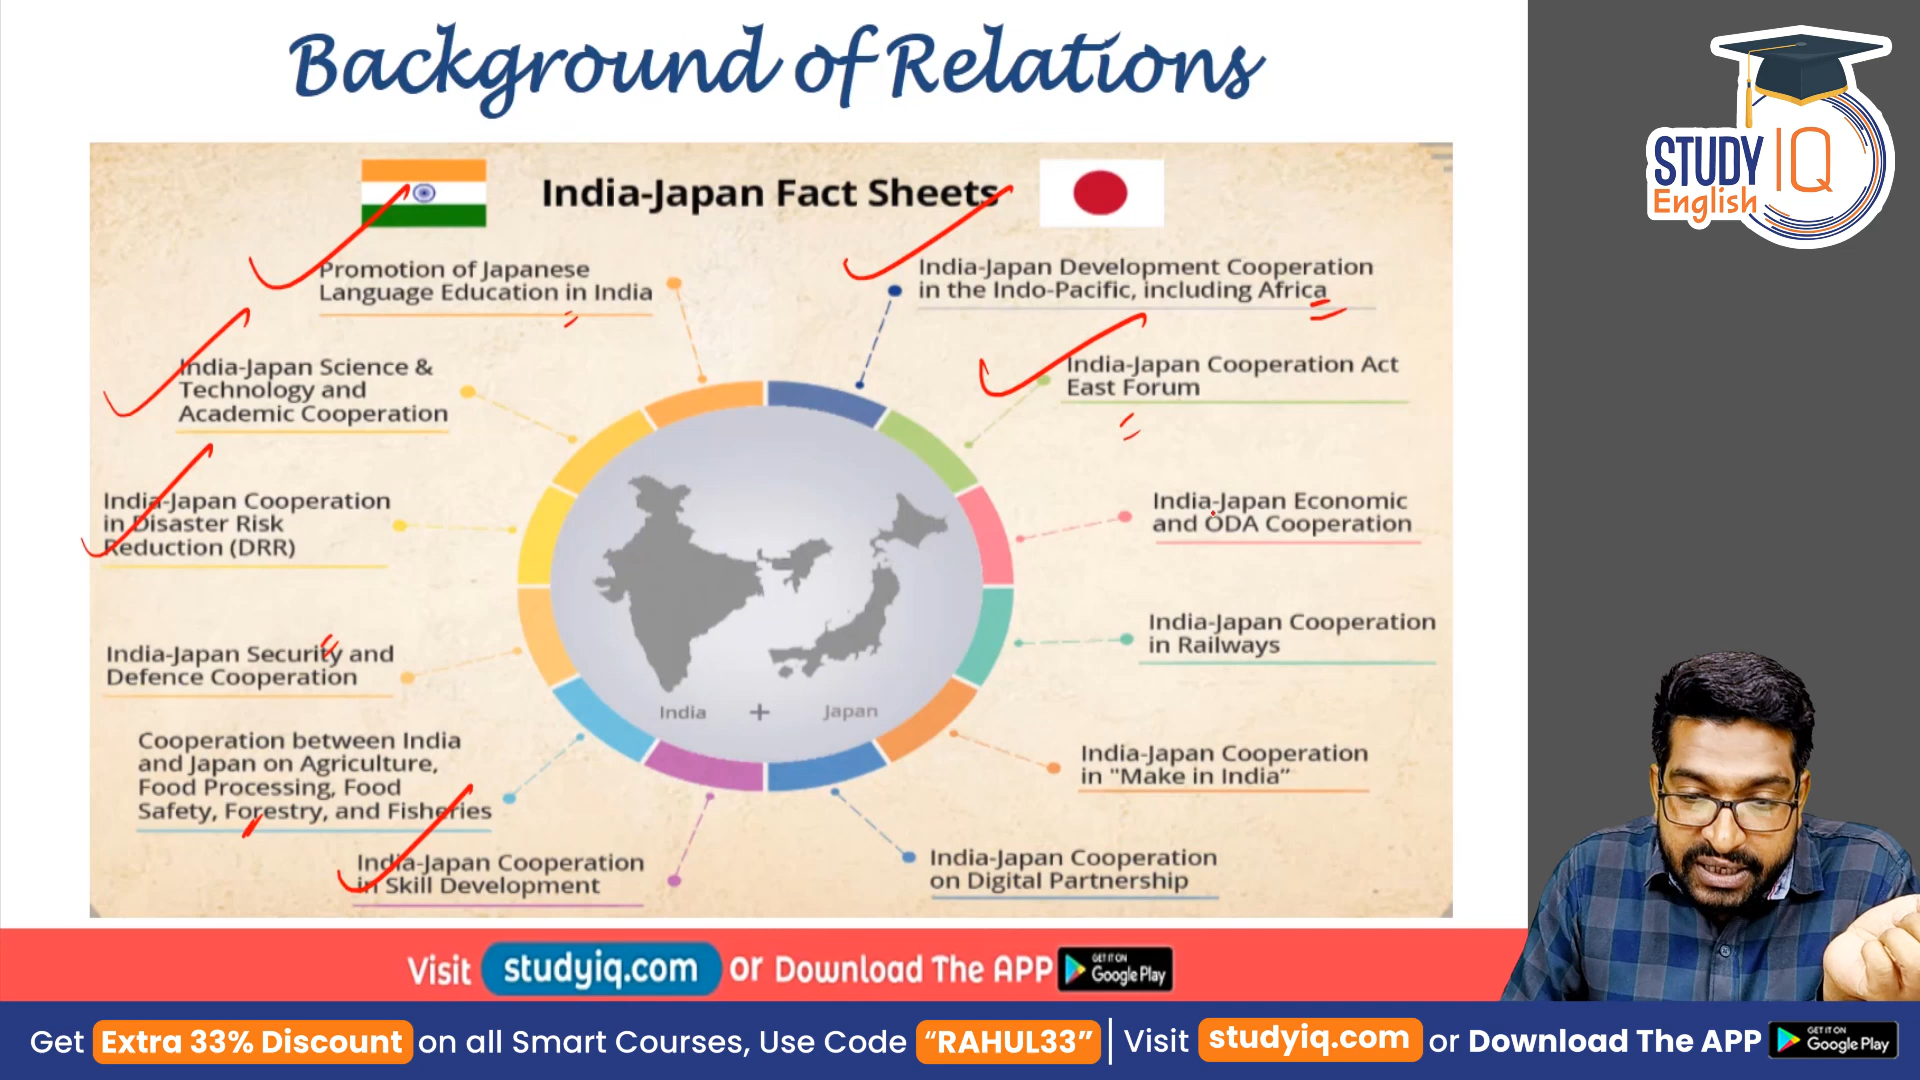 Background of Relations
STUDY IQ
English
India-Japan Fact Sheets
Promotion of Japanese
Language Education in India
India-Japan Development Cooperation
in the Indo-Pacific, including Africa
India-Japan Science &
Technology and
Academic Cooperation
India-Japan Cooperation Act
East Forum
India-Japan Cooperation
in Disaster Risk
Reduction (DRR)
India-Japan Economic
and ODA Cooperation
India-Japan Security and
Defence Cooperation
India-Japan Cooperation
in Railways
India + Japan
Cooperation between India
and Japan on Agriculture,
Food Processing, Food
Safety, Forestry, and Fisheries
India-Japan Cooperation
in "Make in India”
India-Japan Cooperation
in Skill Development
India-Japan Cooperation
on Digital Partnership
Visit studyiq.com or Download The APP GET IT ON Google Play
Get Extra 33% Discount on all Smart Courses, Use Code “RAHUL33” | Visit studyiq.com or Download The APP GET IT ON Google Play